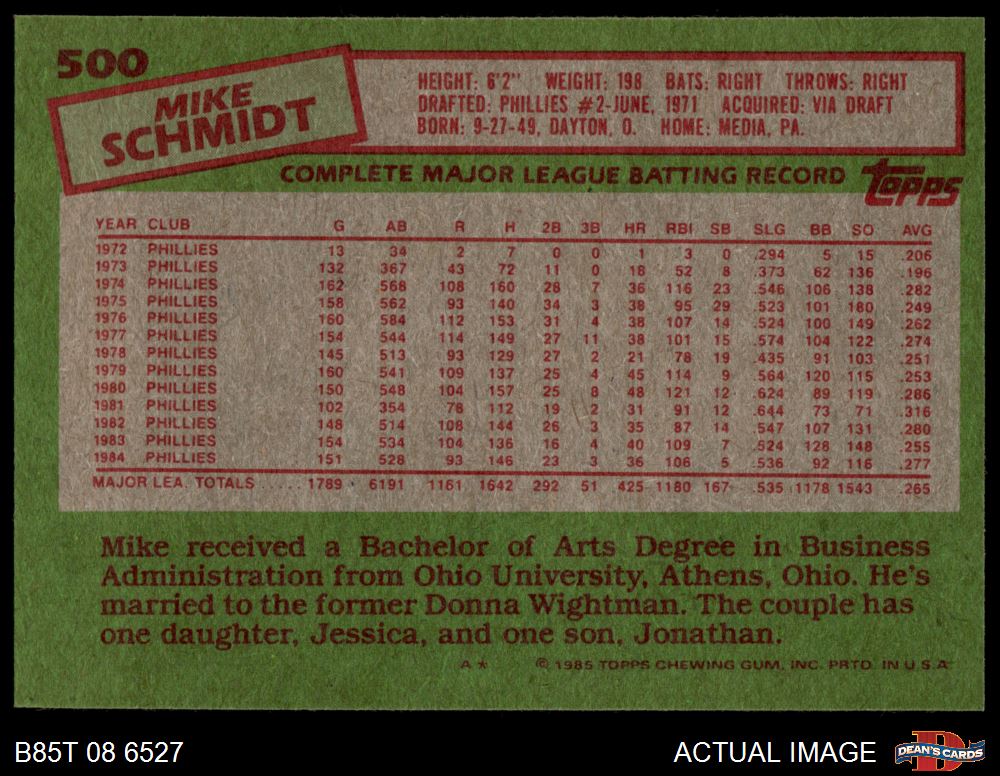 500
MIKE
SCHMIDT
HEIGHT: 6'2" WEIGHT: 198 BATS: RIGHT THROWS: RIGHT
DRAFTED: PHILLIES #2-JUNE, 1971 ACQUIRED: VIA DRAFT
BORN: 9-27-49, DAYTON, O. HOME: MEDIA, PA.
COMPLETE MAJOR LEAGUE BATTING RECORD
Topps
YEAR CLUB G AB R H 2B 3B HR RBI SB SLG BB SO AVG
1972 PHILLIES 13 34 2 7 0 0 1 3 0 .294 5 15 .206
1973 PHILLIES 132 367 43 72 11 0 18 52 8 .373 62 136 .196
1974 PHILLIES 162 568 108 160 28 7 36 116 23 .546 106 138 .282
1975 PHILLIES 158 562 93 140 34 3 38 95 29 .523 101 180 .249
1976 PHILLIES 160 584 112 153 31 4 38 107 14 .524 100 149 .262
1977 PHILLIES 154 544 114 149 27 11 38 101 15 .574 104 122 .274
1978 PHILLIES 145 513 93 129 27 2 21 78 19 .435 91 103 .251
1979 PHILLIES 160 541 109 137 25 4 45 114 9 .564 120 115 .253
1980 PHILLIES 150 548 104 157 25 8 48 121 12 .624 89 119 .286
1981 PHILLIES 102 354 78 112 19 2 31 91 12 .644 73 71 .316
1982 PHILLIES 148 514 108 144 26 3 35 87 14 .547 107 131 .280
1983 PHILLIES 154 534 104 136 16 4 40 109 7 .524 128 148 .255
1984 PHILLIES 151 528 93 146 23 3 36 106 5 .536 92 116 .277
MAJOR LEA. TOTALS ..... 1789 6191 1161 1642 292 51 425 1180 167 .535 1178 1543 .265
Mike received a Bachelor of Arts Degree in Business
Administration from Ohio University, Athens, Ohio. He's
married to the former Donna Wightman. The couple has
one daughter, Jessica, and one son, Jonathan.
A* © 1985 TOPPS CHEWING GUM, INC. PRTD. IN U.S.A.
B85T 08 6527
ACTUAL IMAGE
DEAN'S CARDS